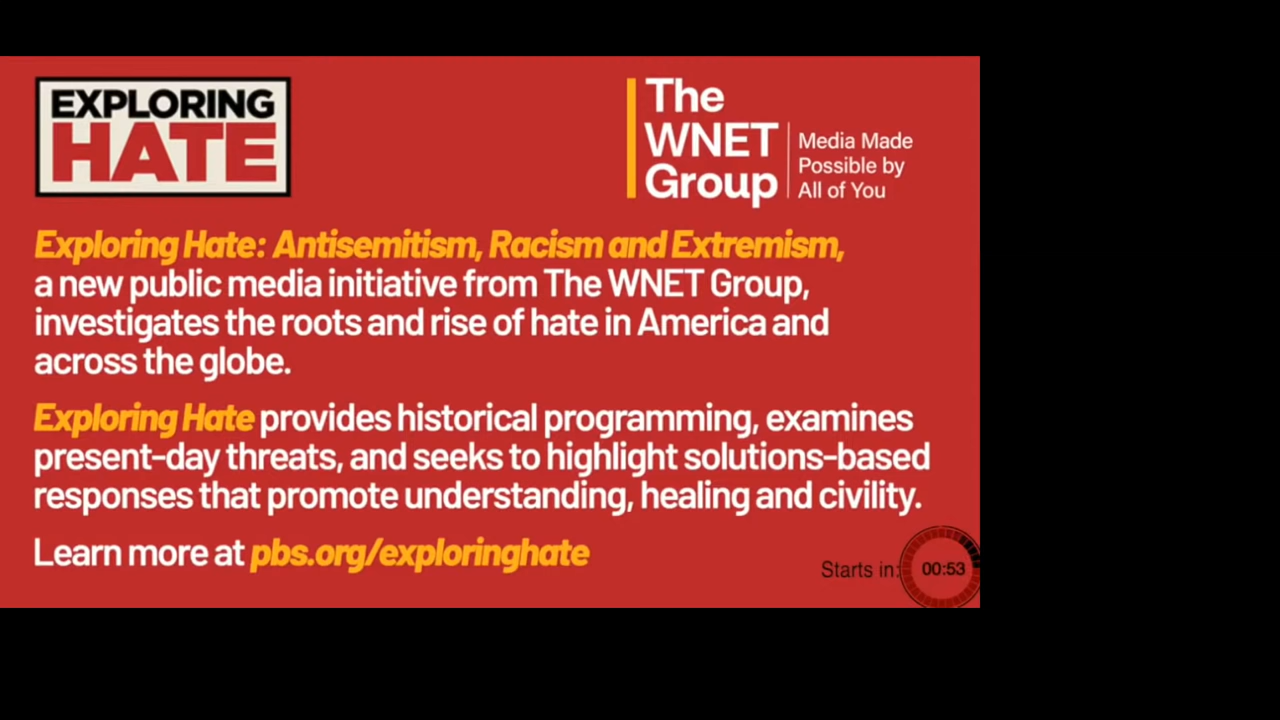 EXPLORING
HATE
The
WNET
Group
Media Made
Possible by
All of You
Exploring Hate: Antisemitism, Racism and Extremism,
a new public media initiative from The WNET Group,
investigates the roots and rise of hate in America and
across the globe.
Exploring Hate provides historical programming, examines
present-day threats, and seeks to highlight solutions-based
responses that promote understanding, healing and civility.
Learn more at pbs.org/exploringhate
Starts in: 00:53